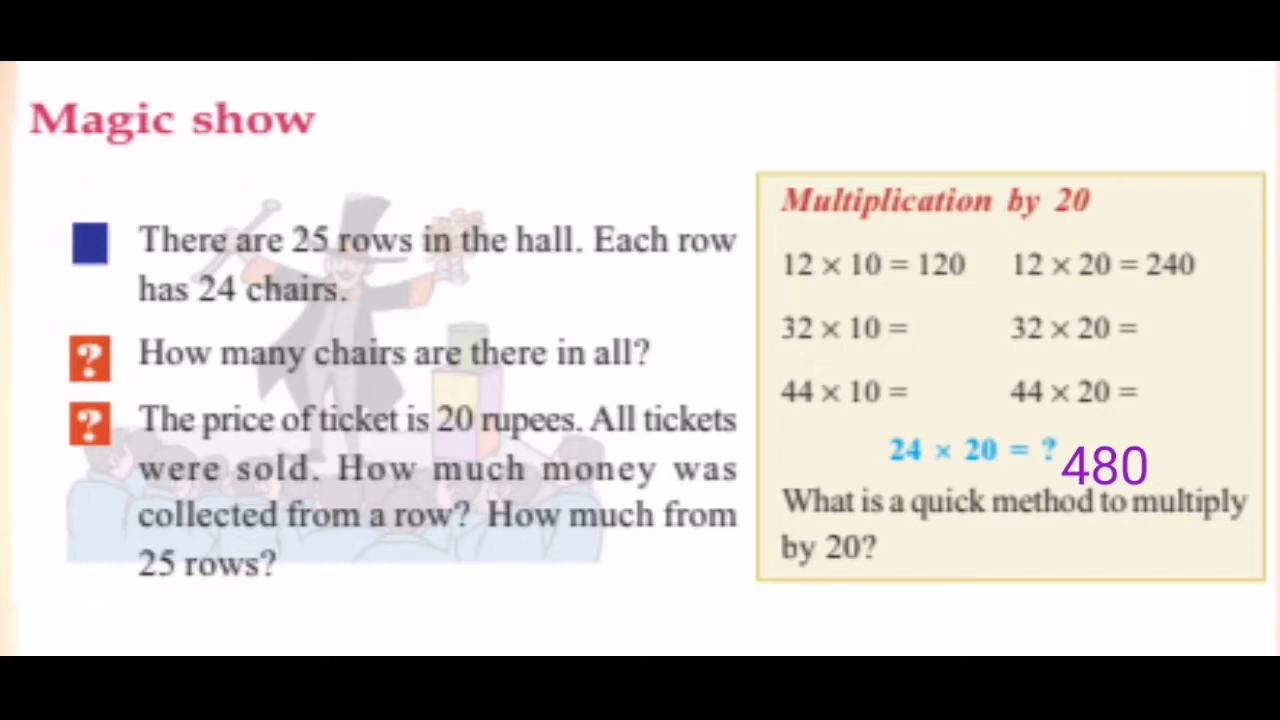 Magic show
There are 25 rows in the hall. Each row
has 24 chairs.
? How many chairs are there in all?
? The price of ticket is 20 rupees. All tickets
were sold. How much money was
collected from a row? How much from
25 rows?
Multiplication by 20
12 × 10 = 120 12 × 20 = 240
32 × 10 = 32 × 20 =
44 × 10 = 44 × 20 =
24 × 20 = ? 480
What is a quick method to multiply
by 20?